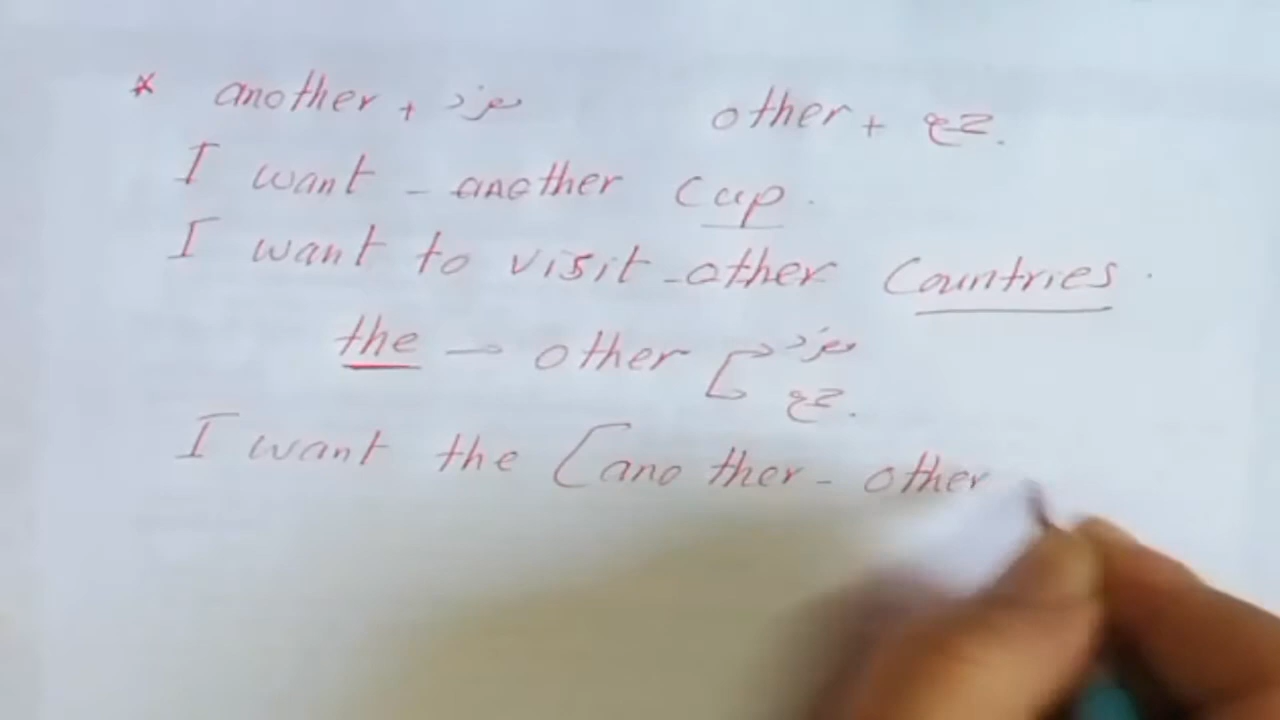 * another + مفرد other + جمع.
I want - another cup.
I want to visit - other countries.
the — other [ مفرد
جمع.
I want the [another - other